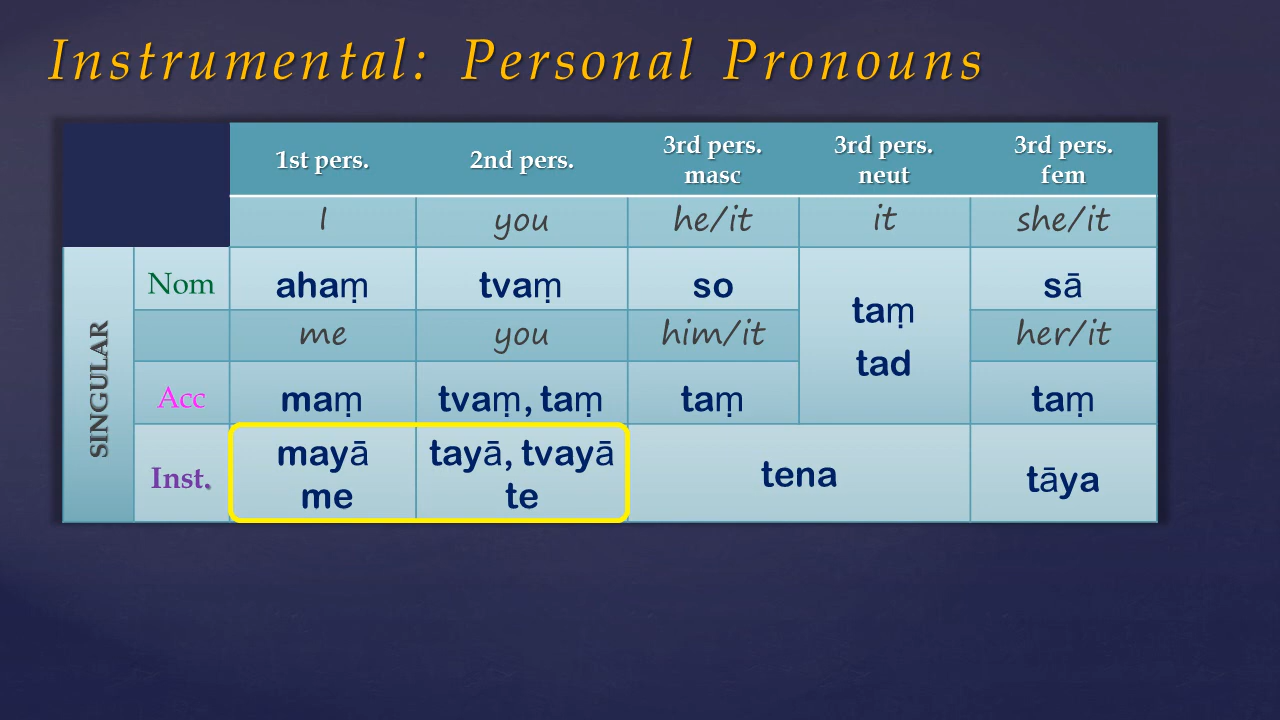 Instrumental: Personal Pronouns
1st pers. 2nd pers. 3rd pers. masc 3rd pers. neut 3rd pers. fem
I you he/it it she/it
SINGULAR
Nom ahaṃ tvaṃ so taṃ tad sā
me you him/it her/it
Acc maṃ tvaṃ, taṃ taṃ taṃ
Inst. mayā me tayā, tvayā te tena tāya